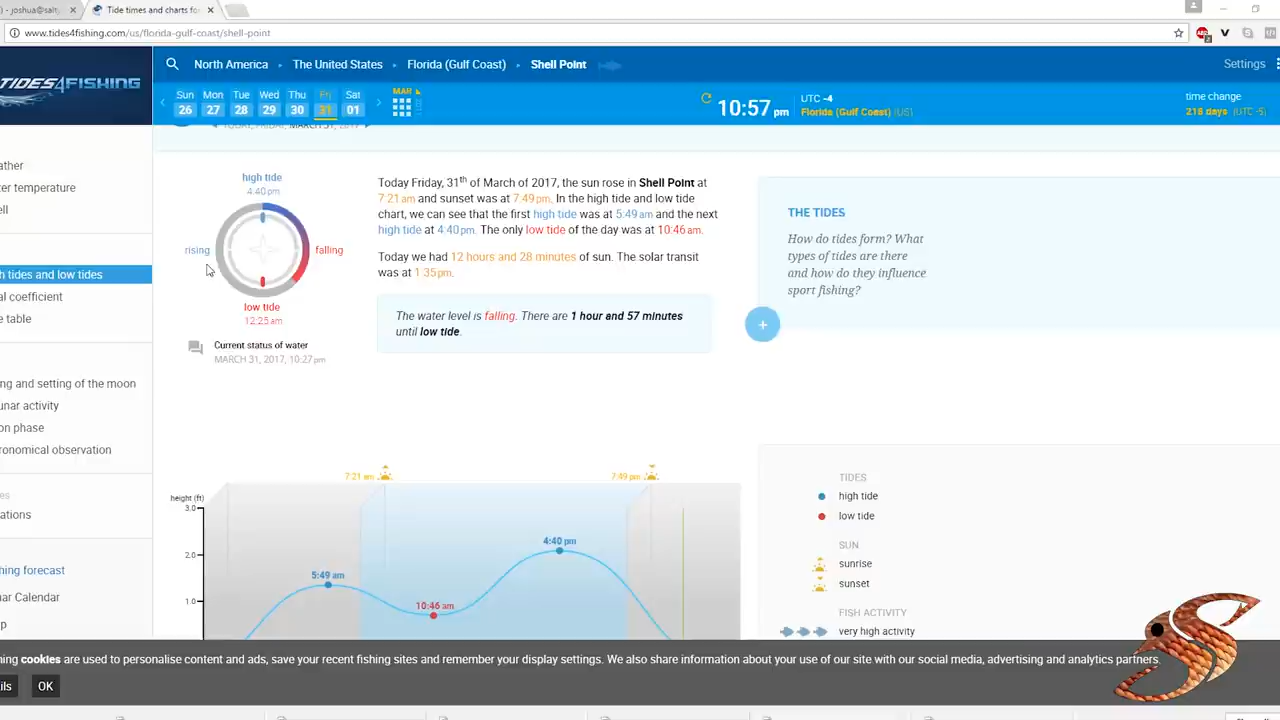 - joshua@salty
Tide times and charts for
www.tides4fishing.com/us/florida-gulf-coast/shell-point
TIDES4FISHING
North America
The United States
Florida (Gulf Coast)
Shell Point
Settings
Sun Mon Tue Wed Thu Fri Sat
26 27 28 29 30 31 01
MAR
10:57 pm
UTC -4
Florida (Gulf Coast) (US)
time change
218 days (UTC -5)
TODAY, FRIDAY, MARCH 31, 2017
ather
ter temperature
ell
h tides and low tides
al coefficient
e table
ng and setting of the moon
unar activity
on phase
ronomical observation
es
ations
hing forecast
nar Calendar
p
high tide
4:40 pm
rising
falling
low tide
12:25 am
Current status of water
MARCH 31, 2017, 10:27 pm
Today Friday, 31th of March of 2017, the sun rose in Shell Point at
7:21 am and sunset was at 7:49 pm. In the high tide and low tide
chart, we can see that the first high tide was at 5:49 am and the next
high tide at 4:40 pm. The only low tide of the day was at 10:46 am.
Today we had 12 hours and 28 minutes of sun. The solar transit
was at 1:35 pm.
The water level is falling. There are 1 hour and 57 minutes
until low tide.
THE TIDES
How do tides form? What
types of tides are there
and how do they influence
sport fishing?
+
7:21 am
7:49 pm
height (ft)
3.0
2.0
1.0
5:49 am
10:46 am
4:40 pm
TIDES
high tide
low tide
SUN
sunrise
sunset
FISH ACTIVITY
very high activity
hing cookies are used to personalise content and ads, save your recent fishing sites and remember your display settings. We also share information about your use of our site with our social media, advertising and analytics partners.
ils
OK